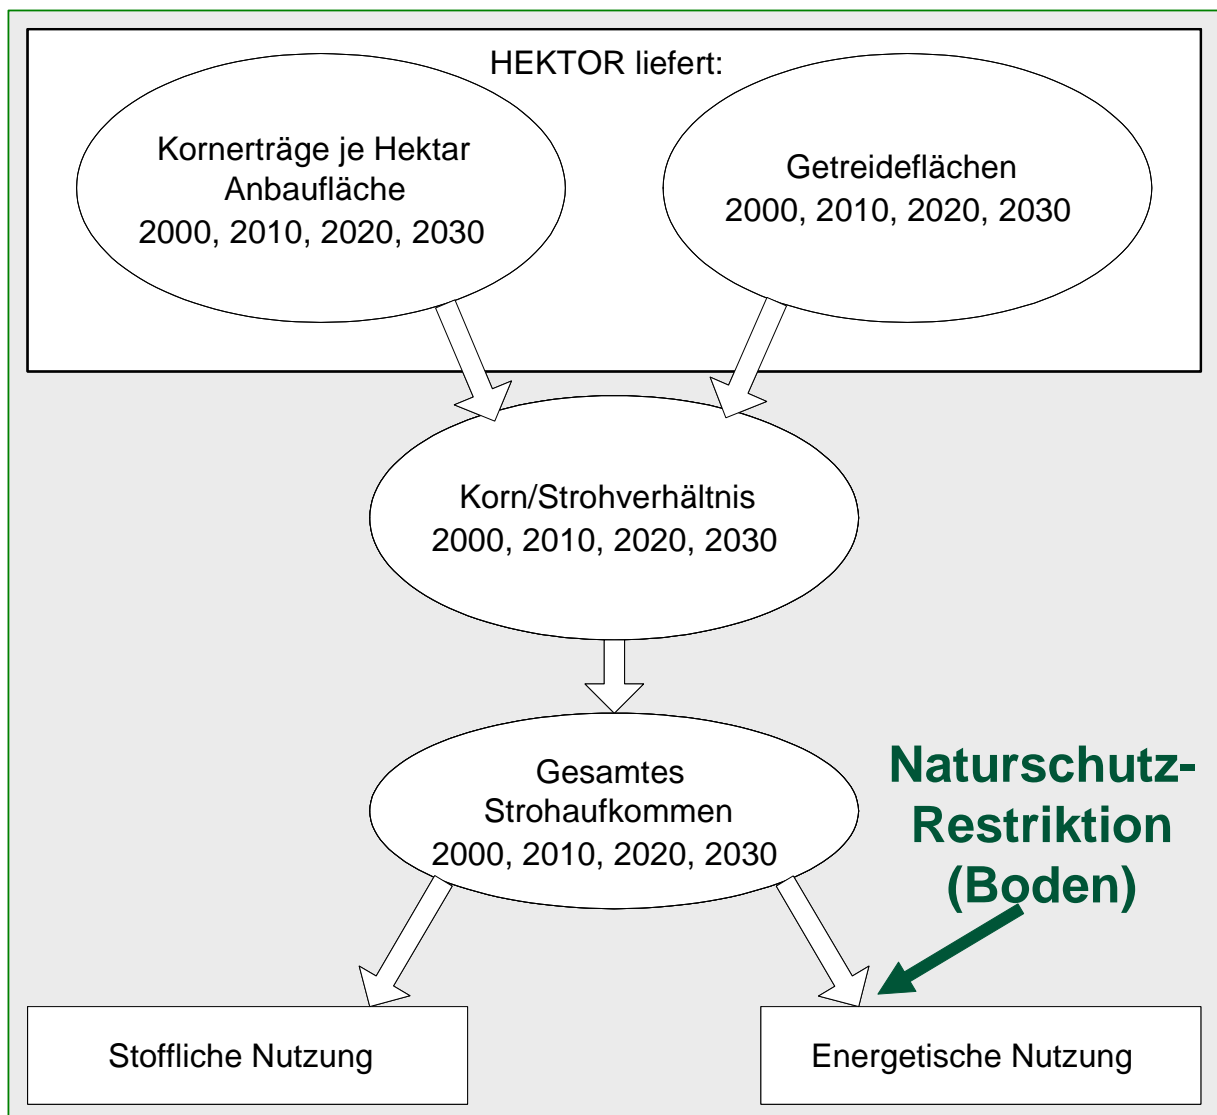 HEKTOR liefert:
Kornerträge je Hektar
Anbaufläche
2000, 2010, 2020, 2030
Getreideflächen
2000, 2010, 2020, 2030
Korn/Strohverhältnis
2000, 2010, 2020, 2030
Gesamtes
Strohaufkommen
2000, 2010, 2020, 2030
Naturschutz-
Restriktion
(Boden)
Stoffliche Nutzung
Energetische Nutzung